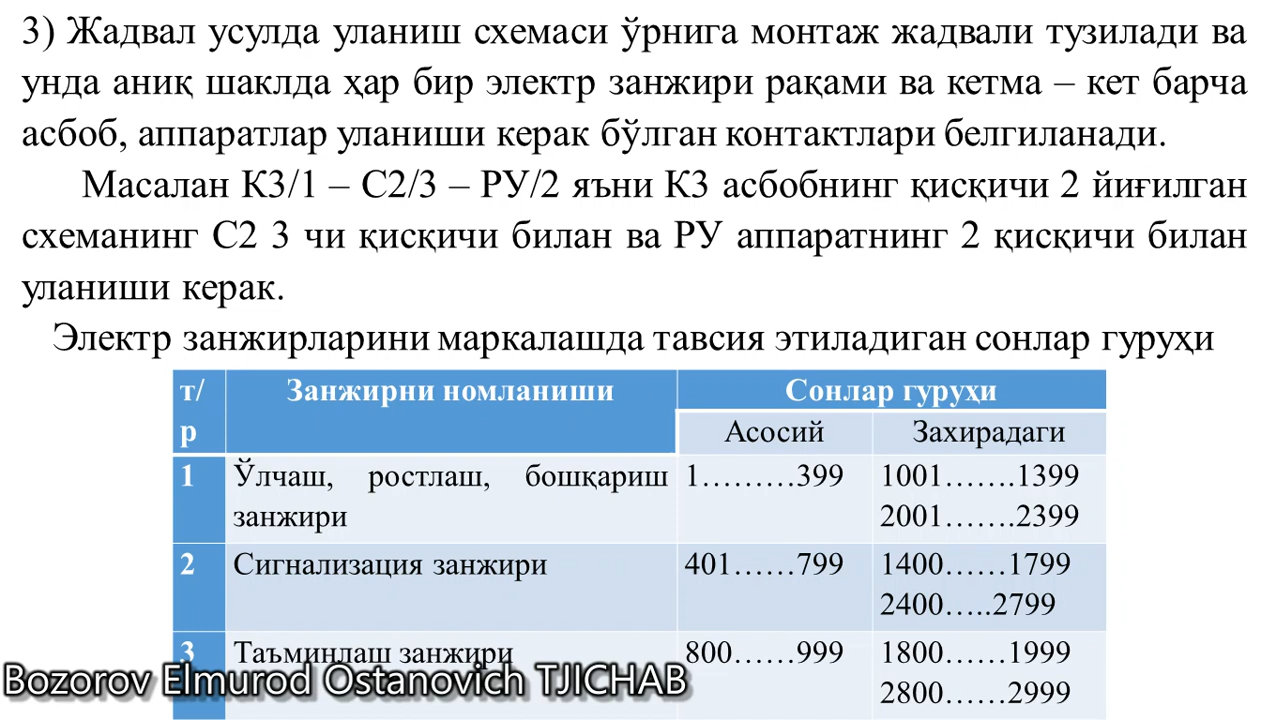 3) Жадвал усулда уланиш схемаси ўрнига монтаж жадвали тузилади ва
унда аниқ шаклда ҳар бир электр занжири рақами ва кетма – кет барча
асбоб, аппаратлар уланиши керак бўлган контактлари белгиланади.
Масалан К3/1 – С2/3 – РУ/2 яъни К3 асбобнинг қисқичи 2 йиғилган
схеманинг С2 3 чи қисқичи билан ва РУ аппаратнинг 2 қисқичи билан
уланиши керак.
Электр занжирларини маркалашда тавсия этиладиган сонлар гуруҳи
т/ Занжирни номланиши Сонлар гуруҳи
р Асосий Захирадаги
1 Ўлчаш, ростлаш, бошқариш 1………399 1001…….1399
занжири 2001…….2399
2 Сигнализация занжири 401……799 1400……1799
2400…..2799
3 Таъминлаш занжири 800……999 1800……1999
2800……2999
Bozorov Elmurod Ostanovich TJICHAB